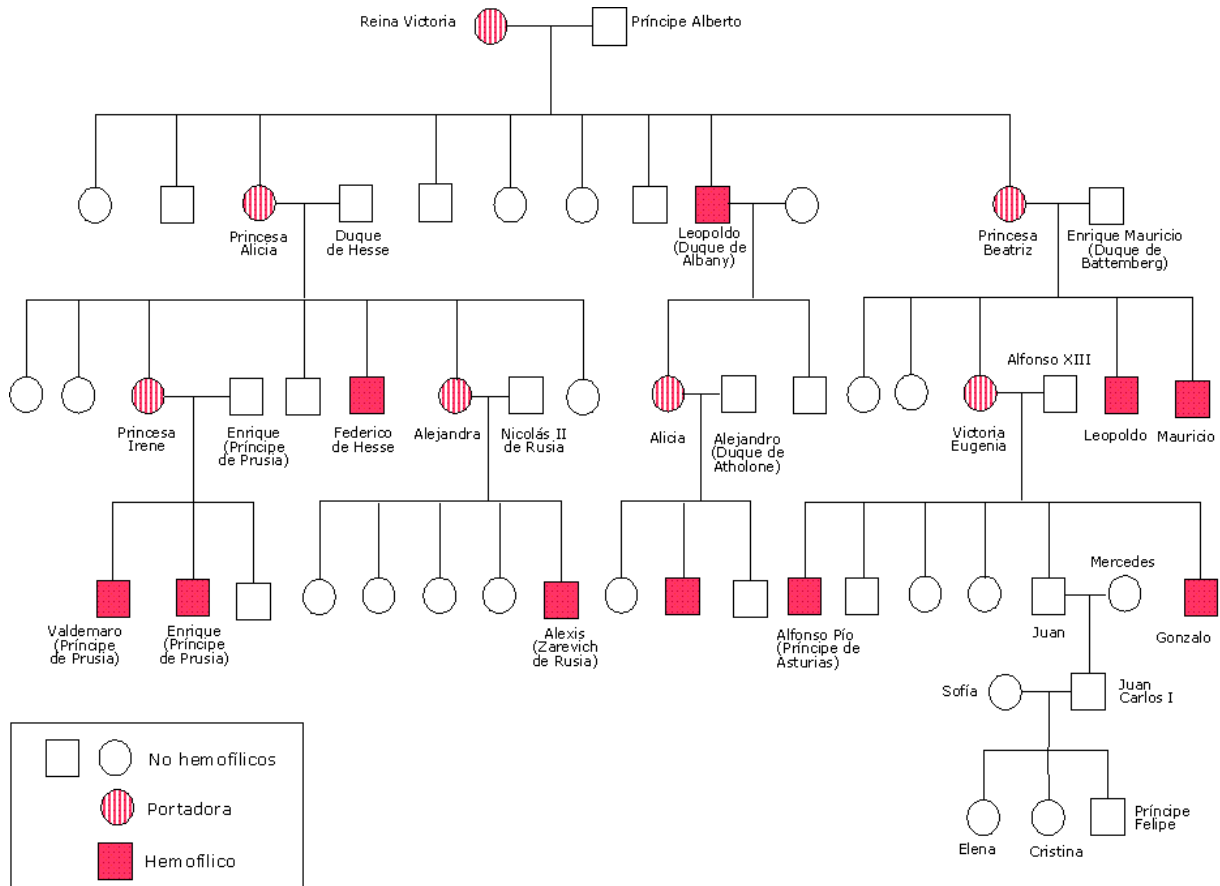 Reina Victoria
Príncipe Alberto
Princesa
Alicia
Duque
de Hesse
Leopoldo
(Duque de
Albany)
Princesa
Beatriz
Enrique Mauricio
(Duque de
Battemberg)
Alfonso XIII
Princesa
Irene
Enrique
(Príncipe
de Prusia)
Federico
de Hesse
Alejandra
Nicolás II
de Rusia
Alicia
Alejandro
(Duque de
Atholone)
Victoria
Eugenia
Leopoldo
Mauricio
Mercedes
Valdemaro
(Príncipe
de Prusia)
Enrique
(Príncipe
de Prusia)
Alexis
(Zarevich
de Rusia)
Alfonso Pío
(Príncipe de
Asturias)
Juan
Gonzalo
Sofía
Juan
Carlos I
Elena
Cristina
Príncipe
Felipe
No hemofílicos
Portadora
Hemofílico